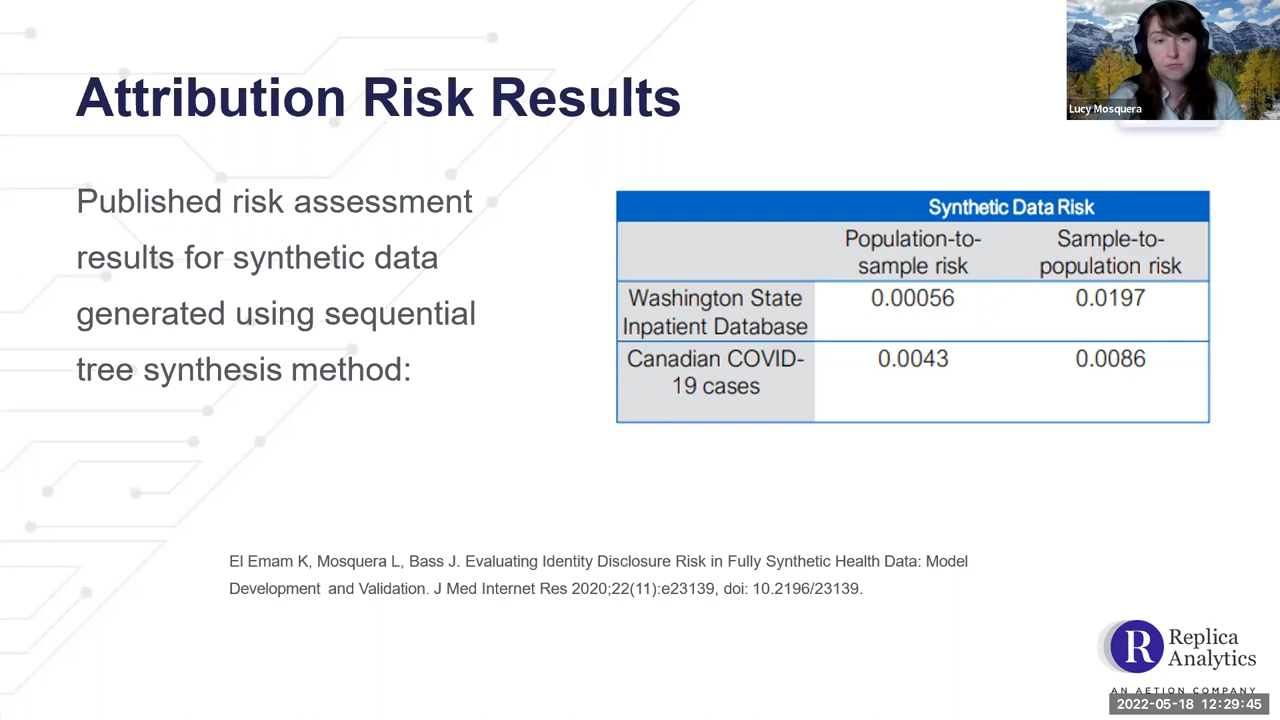 Attribution Risk Results
Lucy Mosquera
Published risk assessment
results for synthetic data
generated using sequential
tree synthesis method:
Synthetic Data Risk
Population-to-
sample risk
Sample-to-
population risk
Washington State
Inpatient Database
0.00056
0.0197
Canadian COVID-
19 cases
0.0043
0.0086
El Emam K, Mosquera L, Bass J. Evaluating Identity Disclosure Risk in Fully Synthetic Health Data: Model
Development and Validation. J Med Internet Res 2020;22(11):e23139, doi: 10.2196/23139.
R
Replica
Analytics
AN AETION COMPANY
2022-05-18 12:29:45